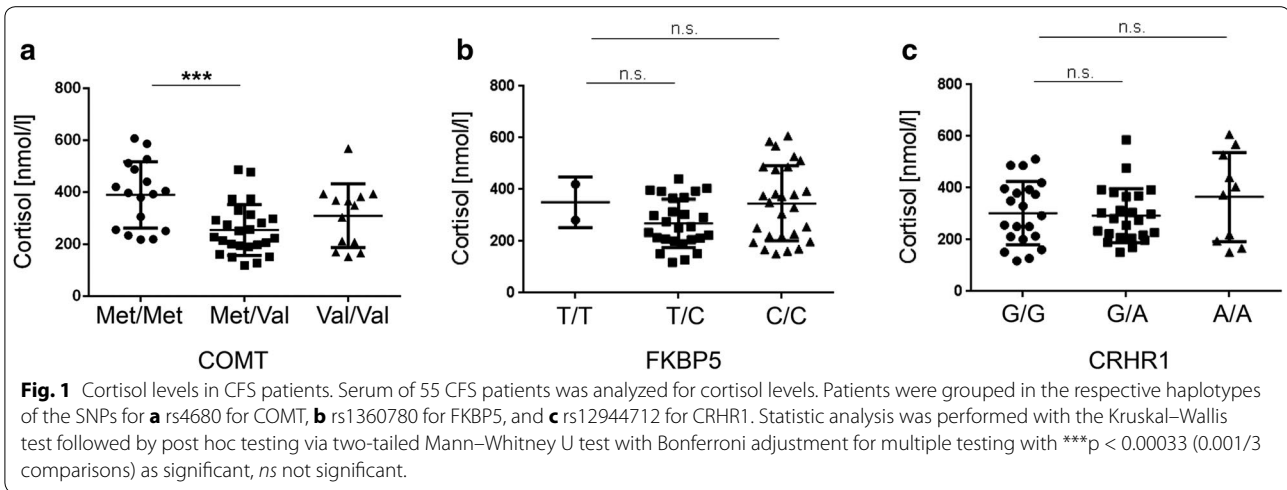 a
***
Cortisol [nmol/l]
800
600
400
200
0
Met/Met Met/Val Val/Val
COMT
b
n.s.
n.s.
Cortisol [nmol/l]
800
600
400
200
0
T/T T/C C/C
FKBP5
c
n.s.
n.s.
Cortisol [nmol/l]
800
600
400
200
0
G/G G/A A/A
CRHR1
Fig. 1 Cortisol levels in CFS patients. Serum of 55 CFS patients was analyzed for cortisol levels. Patients were grouped in the respective haplotypes
of the SNPs for a rs4680 for COMT, b rs1360780 for FKBP5, and c rs12944712 for CRHR1. Statistic analysis was performed with the Kruskal–Wallis
test followed by post hoc testing via two-tailed Mann–Whitney U test with Bonferroni adjustment for multiple testing with ***p < 0.00033 (0.001/3
comparisons) as significant, ns not significant.